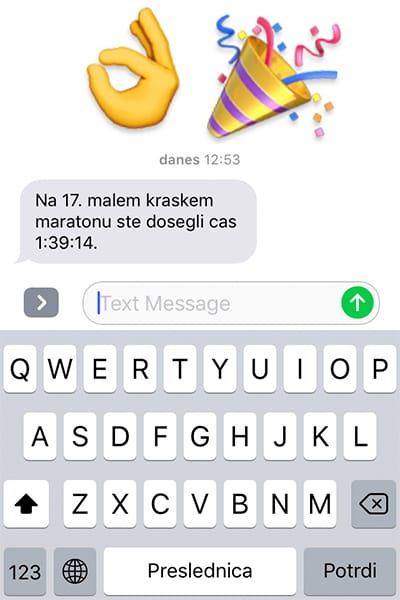 danes 12:53
Na 17. malem kraskem
maratonu ste dosegli cas
1:39:14.
Text Message
Q W E R T Y U I O P
A S D F G H J K L
Z X C V B N M
123 Preslednica Potrdi